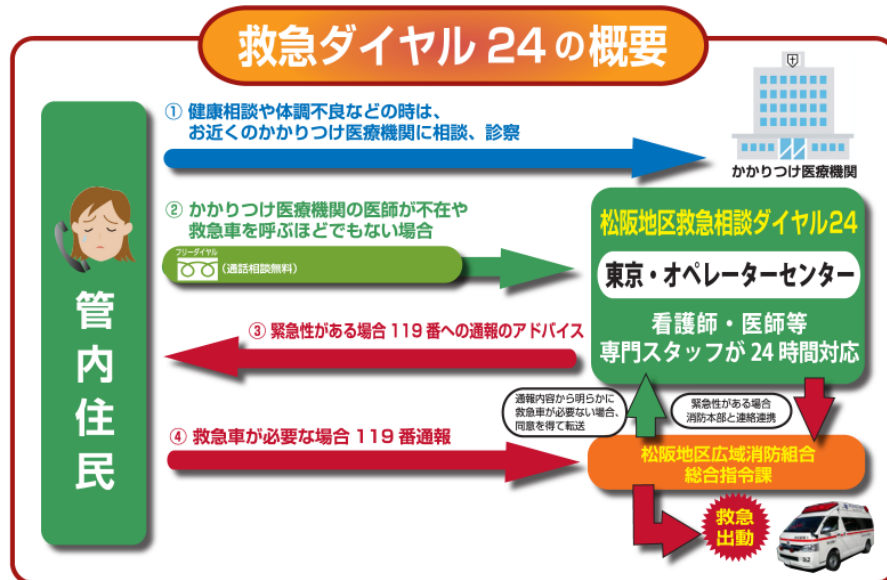 救急ダイヤル24の概要
① 健康相談や体調不良などの時は、
お近くのかかりつけ医療機関に相談、診察
かかりつけ医療機関
② かかりつけ医療機関の医師が不在や
救急車を呼ぶほどでもない場合
フリーダイヤル
(通話相談無料)
松阪地区救急相談ダイヤル24
東京・オペレーターセンター
看護師・医師等
専門スタッフが24時間対応
管内住民
③ 緊急性がある場合119番への通報のアドバイス
通報内容から明らかに
救急車が必要ない場合、
同意を得て転送
緊急性がある場合
消防本部と連絡連携
④ 救急車が必要な場合119番通報
松阪地区広域消防組合
総合指令課
救急
出動